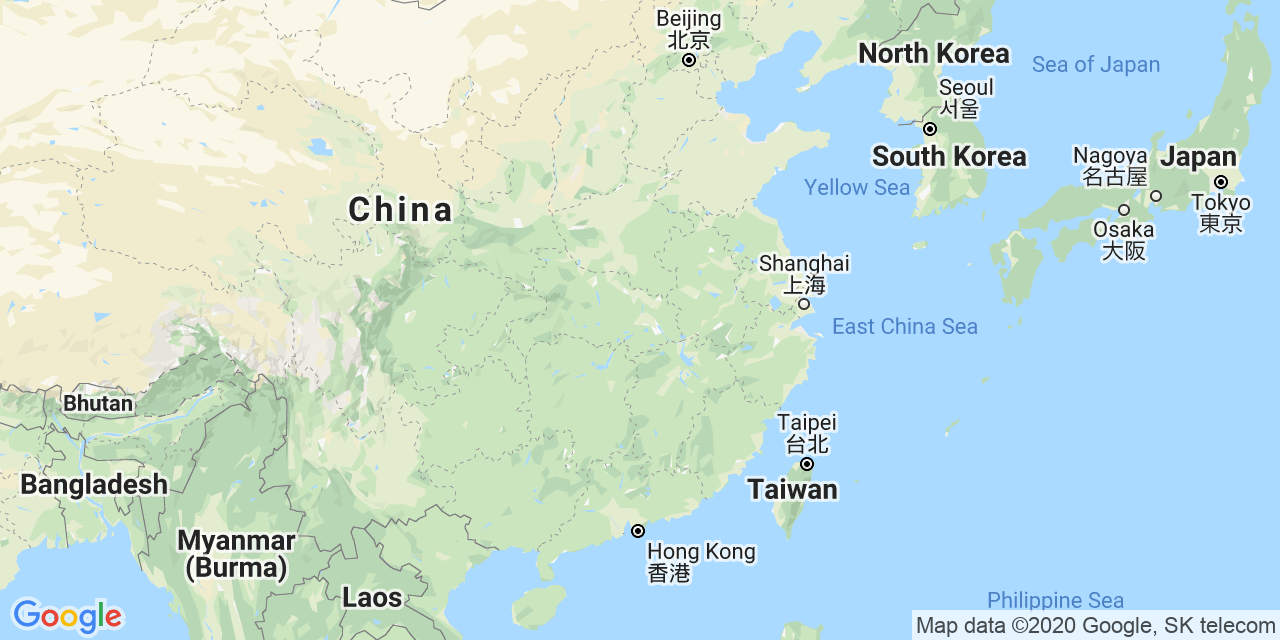 Beijing
北京
North Korea
Sea of Japan
Seoul
서울
South Korea
Nagoya
名古屋
Japan
Yellow Sea
China
Tokyo
東京
Osaka
大阪
Shanghai
上海
East China Sea
Bhutan
Taipei
台北
Bangladesh
Taiwan
Myanmar
(Burma)
Hong Kong
香港
Laos
Philippine Sea
Google
Map data ©2020 Google, SK telecom